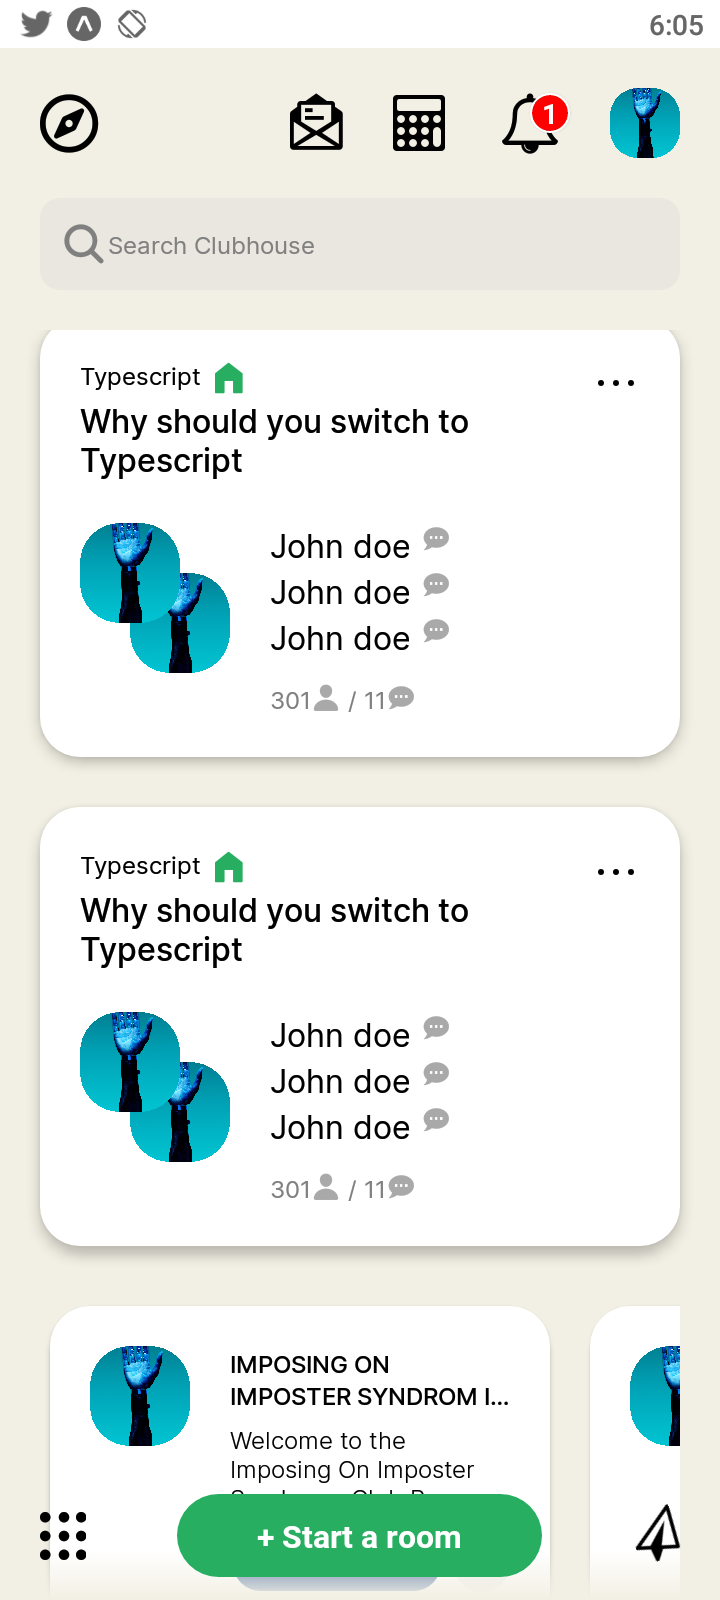 6:05
1
Search Clubhouse
Typescript
Why should you switch to
Typescript
John doe
John doe
John doe
301 / 11
Typescript
Why should you switch to
Typescript
John doe
John doe
John doe
301 / 11
IMPOSING ON
IMPOSTER SYNDROM I...
Welcome to the
Imposing On Imposter
+ Start a room